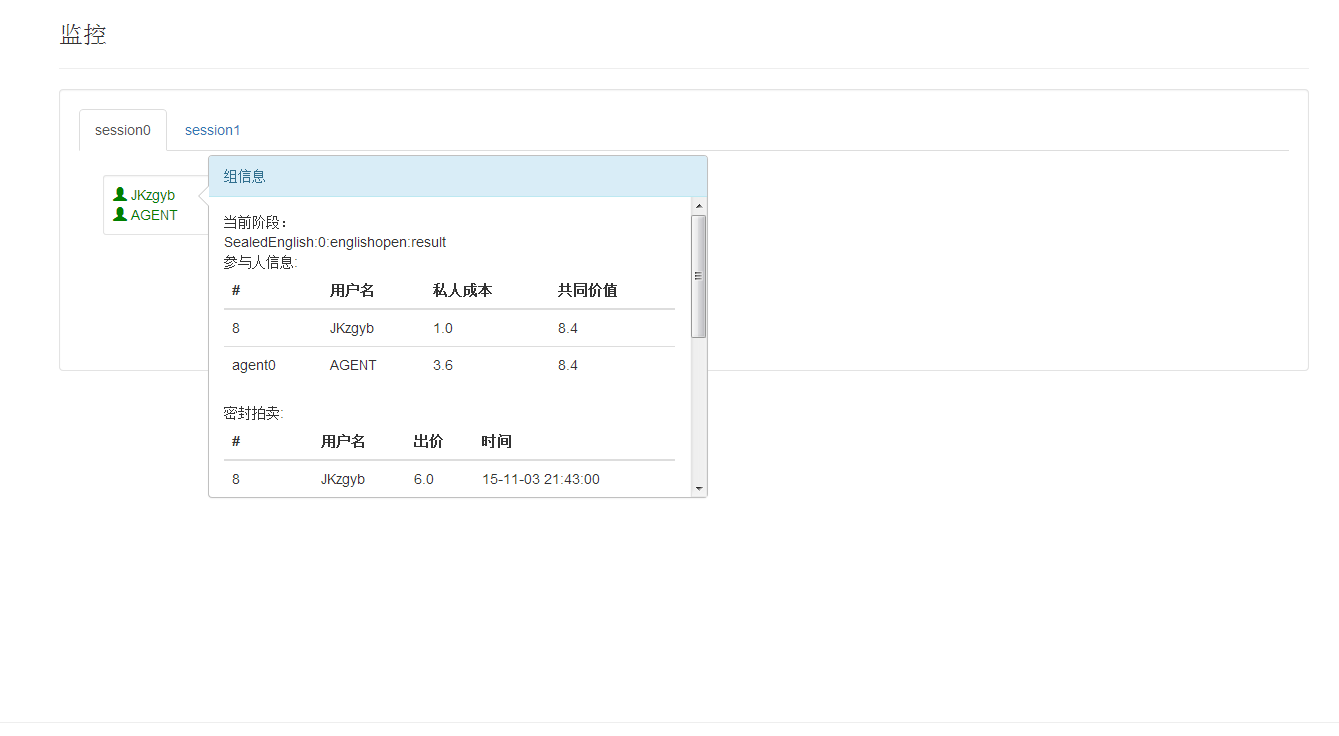 监控
session0 session1
JKzgyb
AGENT
组信息
当前阶段：
SealedEnglish:0:englishopen:result
参与人信息:
# 用户名 私人成本 共同价值
8 JKzgyb 1.0 8.4
agent0 AGENT 3.6 8.4
密封拍卖:
# 用户名 出价 时间
8 JKzgyb 6.0 15-11-03 21:43:00